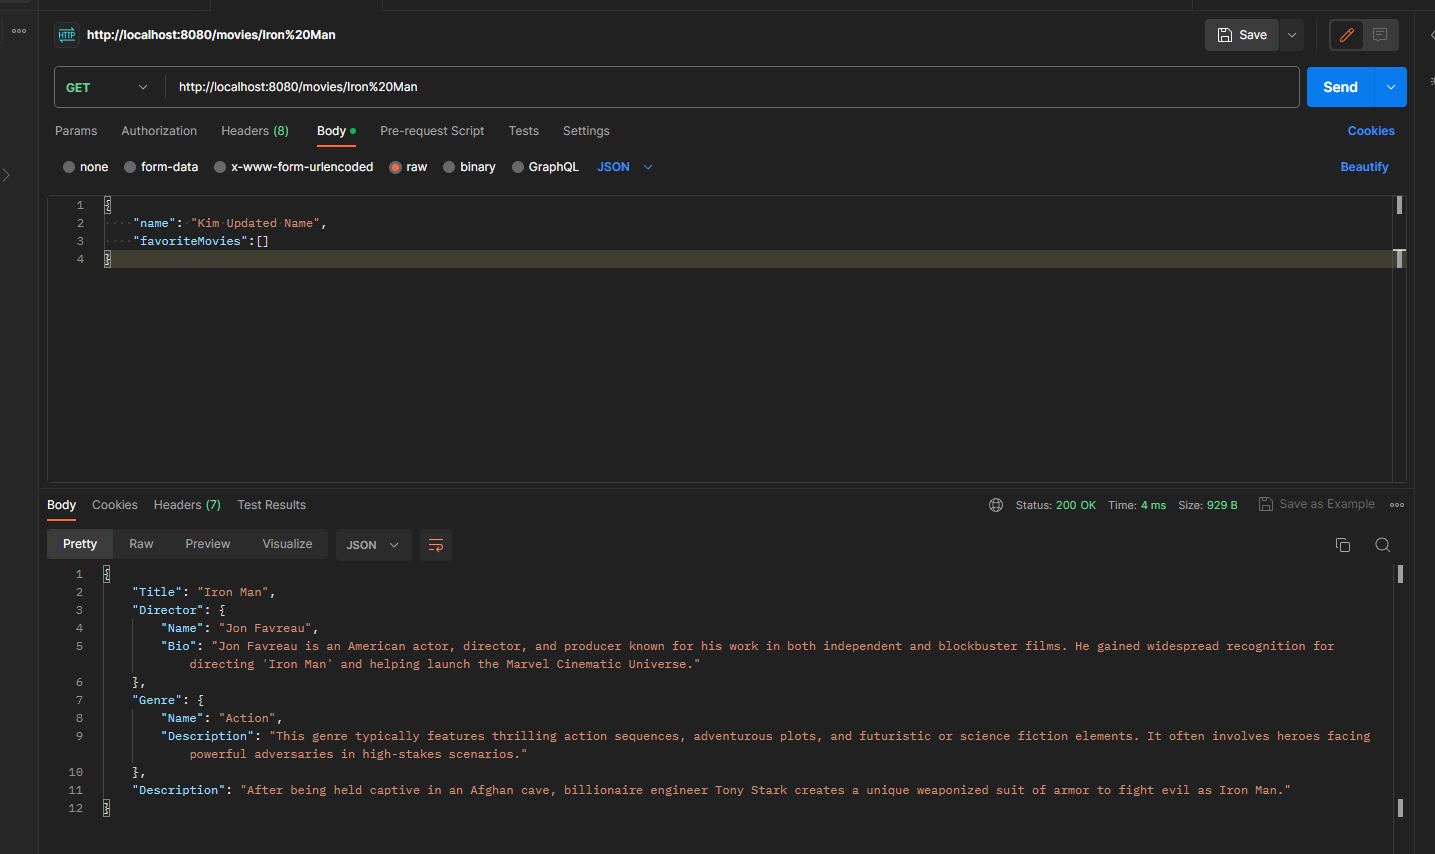 HTTP http://localhost:8080/movies/Iron%20Man Save
GET http://localhost:8080/movies/Iron%20Man Send
Params Authorization Headers (8) Body Pre-request Script Tests Settings Cookies
none form-data x-www-form-urlencoded raw binary GraphQL JSON Beautify
1 {
2 "name": "Kim Updated Name",
3 "favoriteMovies":[]
4 }
Body Cookies Headers (7) Test Results Status: 200 OK Time: 4 ms Size: 929 B Save as Example
Pretty Raw Preview Visualize JSON
1 {
2 "Title": "Iron Man",
3 "Director": {
4 "Name": "Jon Favreau",
5 "Bio": "Jon Favreau is an American actor, director, and producer known for his work in both independent and blockbuster films. He gained widespread recognition for
directing 'Iron Man' and helping launch the Marvel Cinematic Universe."
6 },
7 "Genre": {
8 "Name": "Action",
9 "Description": "This genre typically features thrilling action sequences, adventurous plots, and futuristic or science fiction elements. It often involves heroes facing
powerful adversaries in high-stakes scenarios."
10 },
11 "Description": "After being held captive in an Afghan cave, billionaire engineer Tony Stark creates a unique weaponized suit of armor to fight evil as Iron Man."
12 }